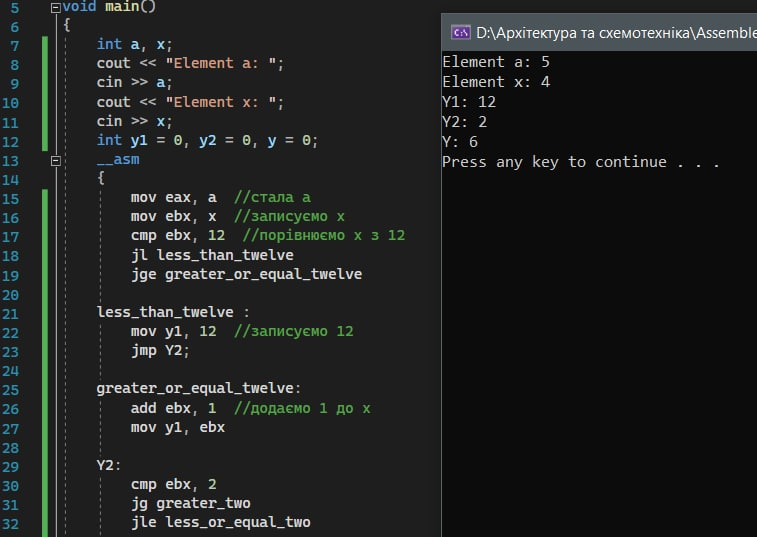 5 void main()
6 {
7 int a, x;
8 cout << "Element a: ";
9 cin >> a;
10 cout << "Element x: ";
11 cin >> x;
12 int y1 = 0, y2 = 0, y = 0;
13 __asm
14 {
15 mov eax, a //стала а
16 mov ebx, x //записуємо х
17 cmp ebx, 12 //порівнюємо х з 12
18 jl less_than_twelve
19 jge greater_or_equal_twelve
20
21 less_than_twelve :
22 mov y1, 12 //записуємо 12
23 jmp Y2;
24
25 greater_or_equal_twelve:
26 add ebx, 1 //додаємо 1 до х
27 mov y1, ebx
28
29 Y2:
30 cmp ebx, 2
31 jg greater_two
32 jle less_or_equal_two
D:\Архітектура та схемотехніка\Assemble
Element a: 5
Element x: 4
Y1: 12
Y2: 2
Y: 6
Press any key to continue . . .